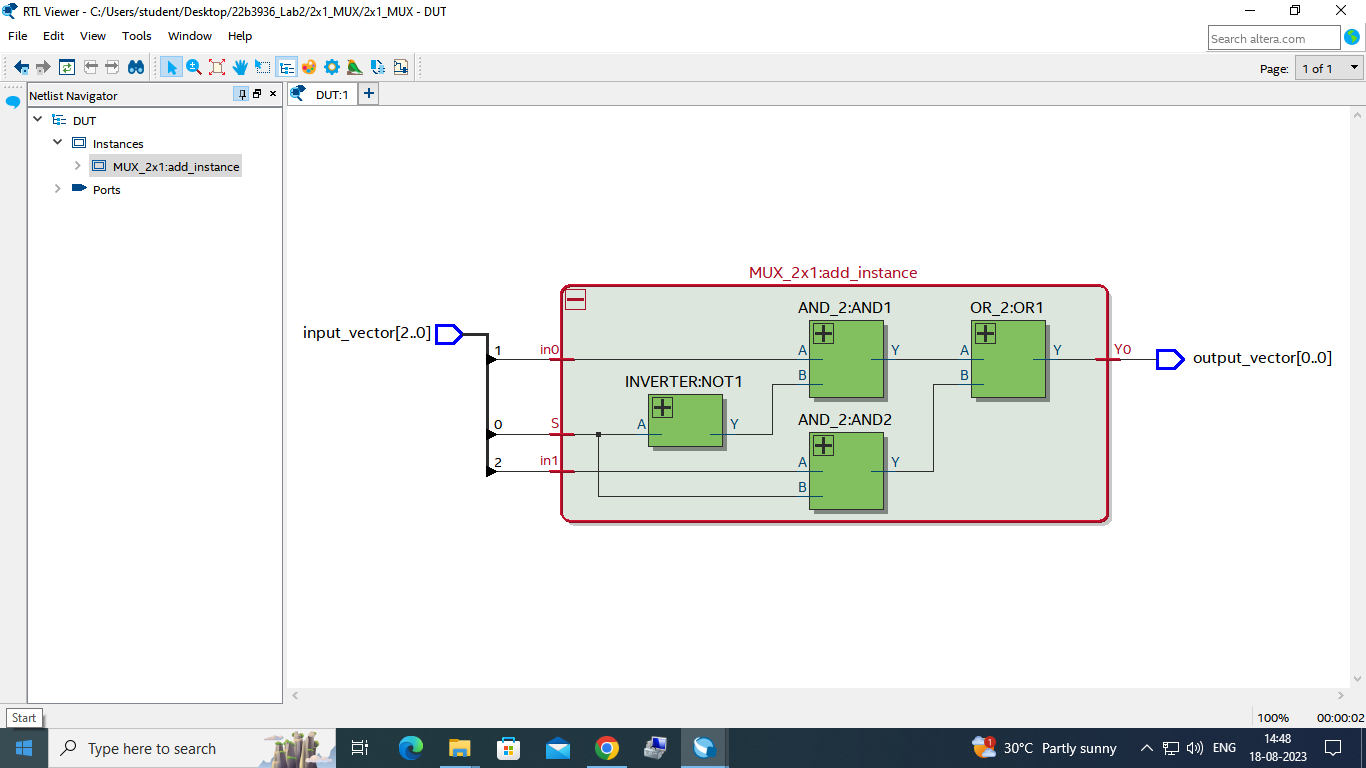 RTL Viewer - C:/Users/student/Desktop/22b3936_Lab2/2x1_MUX/2x1_MUX - DUT
File Edit View Tools Window Help
Search altera.com
Page: 1 of 1
Netlist Navigator
DUT:1
DUT
Instances
MUX_2x1:add_instance
Ports
MUX_2x1:add_instance
AND_2:AND1 OR_2:OR1
input_vector[2..0]
1 in0 A Y A Y Y0 output_vector[0..0]
B B
INVERTER:NOT1
0 S A Y AND_2:AND2
2 in1 A Y
B
Start
100% 00:00:02
Type here to search
1
30°C Partly sunny
ENG
14:48
18-08-2023